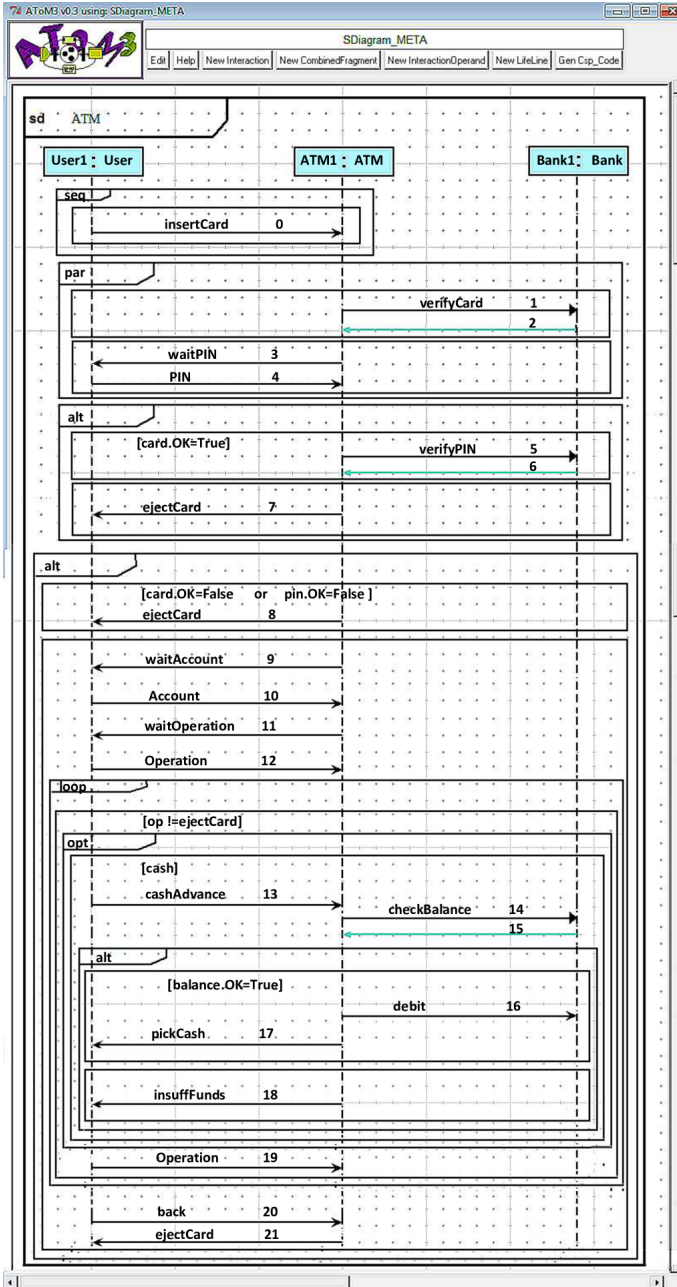 AToM3 v0.3 using: SDiagram_META
AToM3
SDiagram_META
Edit Help New Interaction New CombinedFragment New InteractionOperand New LifeLine Gen Csp_Code
sd ATM
User1: User ATM1: ATM Bank1: Bank
seq
insertCard 0
par
verifyCard 1
2
waitPIN 3
PIN 4
alt
[card.OK=True]
verifyPIN 5
6
ejectCard 7
alt
[card.OK=False or pin.OK=False ]
ejectCard 8
waitAccount 9
Account 10
waitOperation 11
Operation 12
loop
[op !=ejectCard]
opt
[cash]
cashAdvance 13
checkBalance 14
15
alt
[balance.OK=True]
debit 16
pickCash 17
insuffFunds 18
Operation 19
back 20
ejectCard 21